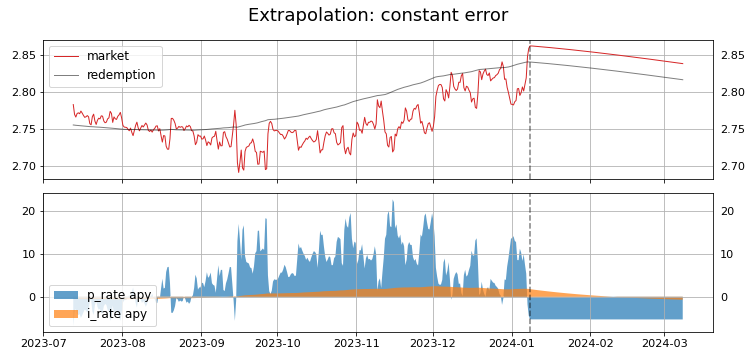 Extrapolation: constant error
2.85 2.85
market
redemption
2.80 2.80
2.75 2.75
2.70 2.70
20 20
10 10
0 0
p_rate apy
i_rate apy
2023-07 2023-08 2023-09 2023-10 2023-11 2023-12 2024-01 2024-02 2024-03